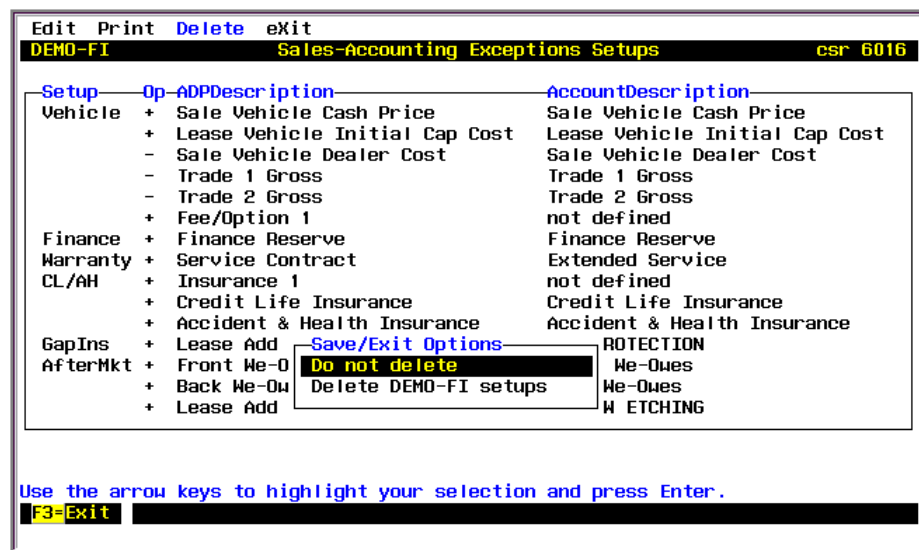 Edit Print Delete eXit
DEMO-FI Sales-Accounting Exceptions Setups csr 6016
Setup Op ADPDescription AccountDescription
Vehicle + Sale Vehicle Cash Price Sale Vehicle Cash Price
+ Lease Vehicle Initial Cap Cost Lease Vehicle Initial Cap Cost
- Sale Vehicle Dealer Cost Sale Vehicle Dealer Cost
- Trade 1 Gross Trade 1 Gross
- Trade 2 Gross Trade 2 Gross
+ Fee/Option 1 not defined
Finance + Finance Reserve Finance Reserve
Warranty + Service Contract Extended Service
CL/AH + Insurance 1 not defined
+ Credit Life Insurance Credit Life Insurance
+ Accident & Health Insurance Accident & Health Insurance
GapIns + Lease Add Save/Exit Options ROTECTION
AfterMkt + Front We-O Do not delete We-Owes
+ Back We-Ow Delete DEMO-FI setups We-Owes
+ Lease Add W ETCHING
Use the arrow keys to highlight your selection and press Enter.
F3=Exit